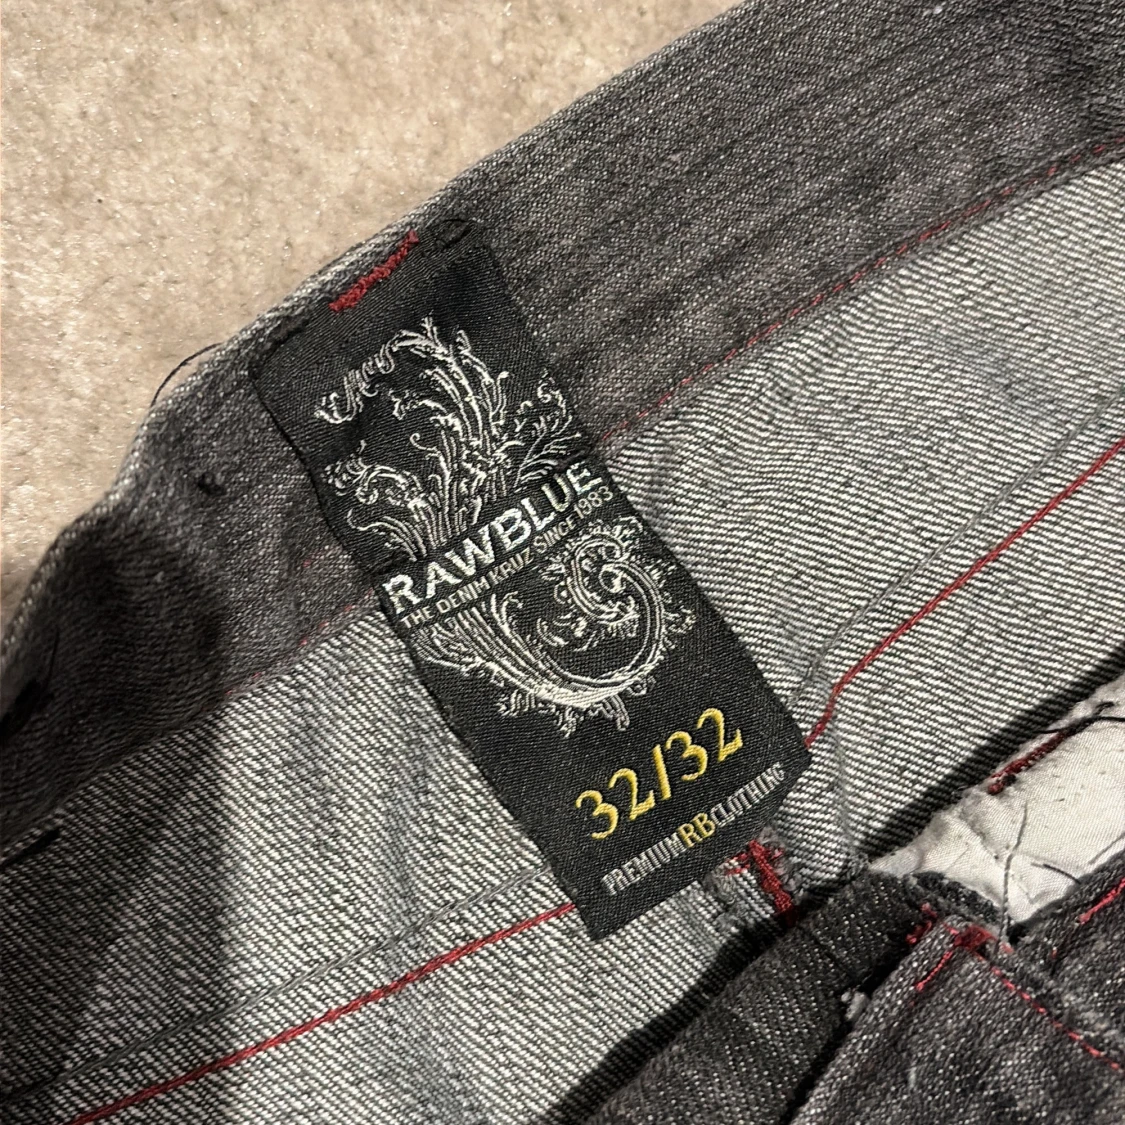 RAWBLUE
THE DENIM KRUZ SINCE 1983
32/32
PREMIUM RB CLOTHING